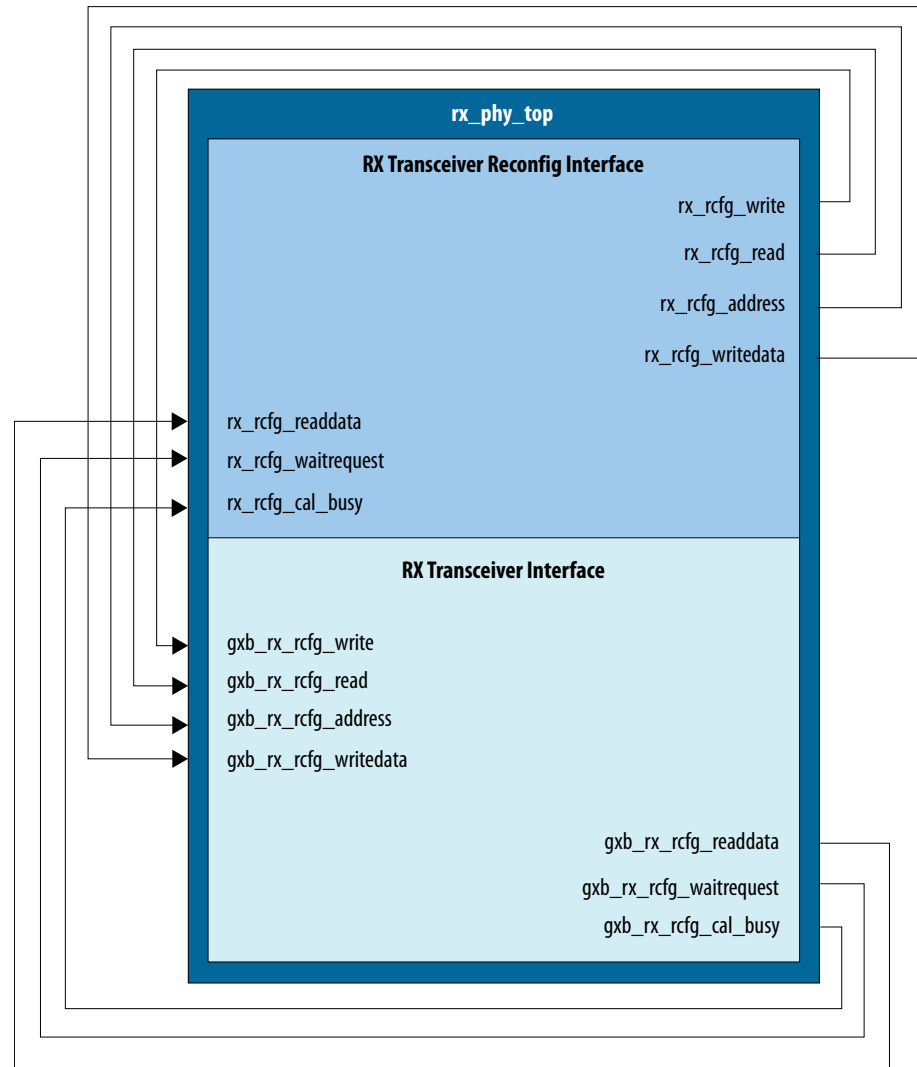 rx_phy_top
RX Transceiver Reconfig Interface
rx_rcfg_write
rx_rcfg_read
rx_rcfg_address
rx_rcfg_writedata
rx_rcfg_readdata
rx_rcfg_waitrequest
rx_rcfg_cal_busy
RX Transceiver Interface
gxb_rx_rcfg_write
gxb_rx_rcfg_read
gxb_rx_rcfg_address
gxb_rx_rcfg_writedata
gxb_rx_rcfg_readdata
gxb_rx_rcfg_waitrequest
gxb_rx_rcfg_cal_busy